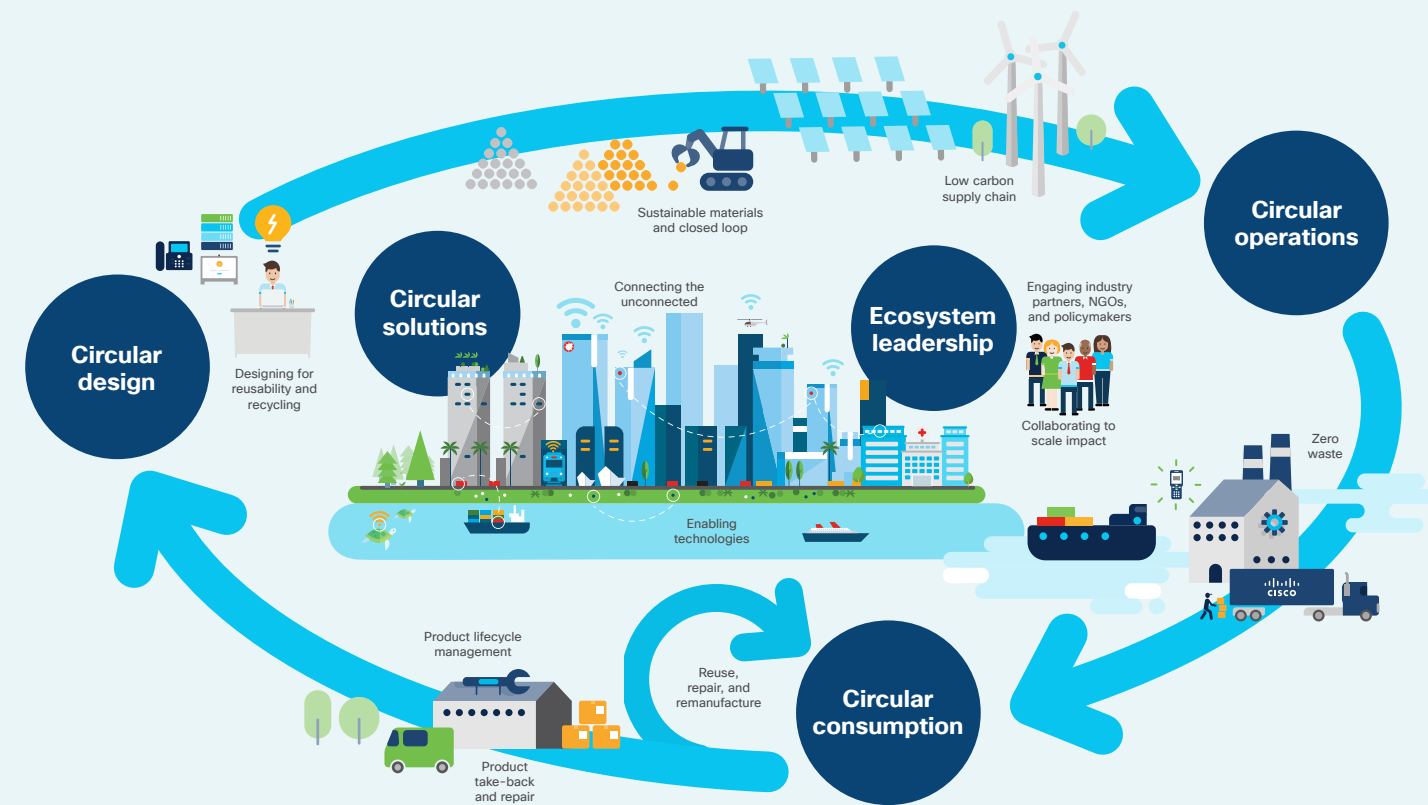 Circular
design
Designing for
reusability and
recycling
Sustainable materials
and closed loop
Low carbon
supply chain
Circular
operations
Circular
solutions
Connecting the
unconnected
Ecosystem
leadership
Engaging industry
partners, NGOs,
and policymakers
Collaborating to
scale impact
Enabling
technologies
Zero
waste
CISCO
Circular
consumption
Reuse,
repair, and
remanufacture
Product lifecycle
management
Product
take-back
and repair